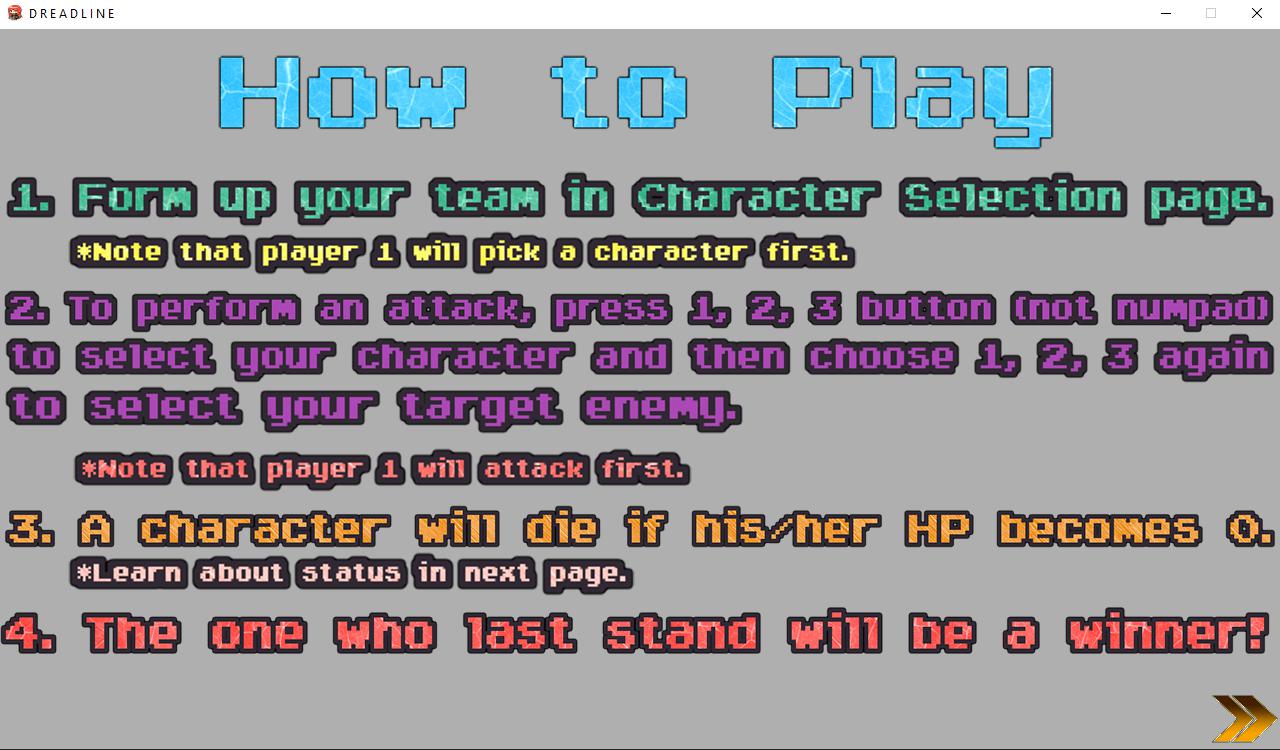 DREADLINE
How to Play
1. Form up your team in Character Selection page.
*Note that player 1 will pick a character first.
2. To perform an attack, press 1, 2, 3 button (not numpad)
to select your character and then choose 1, 2, 3 again
to select your target enemy.
*Note that player 1 will attack first.
3. A character will die if his/her HP becomes 0.
*Learn about status in next page.
4. The one who last stand will be a winner!